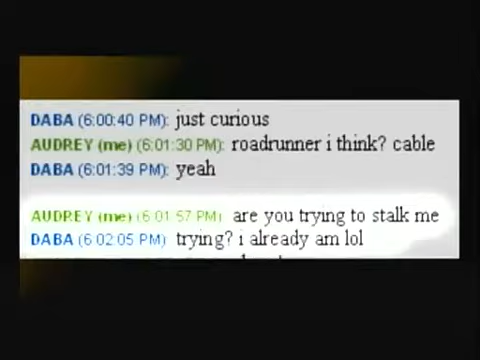 DABA (6:00:40 PM): just curious
AUDREY (me) (6:01:30 PM): roadrunner i think? cable
DABA (6:01:39 PM): yeah
AUDREY (me) (6:01:57 PM) are you trying to stalk me
DABA (6:02:05 PM) trying? i already am lol